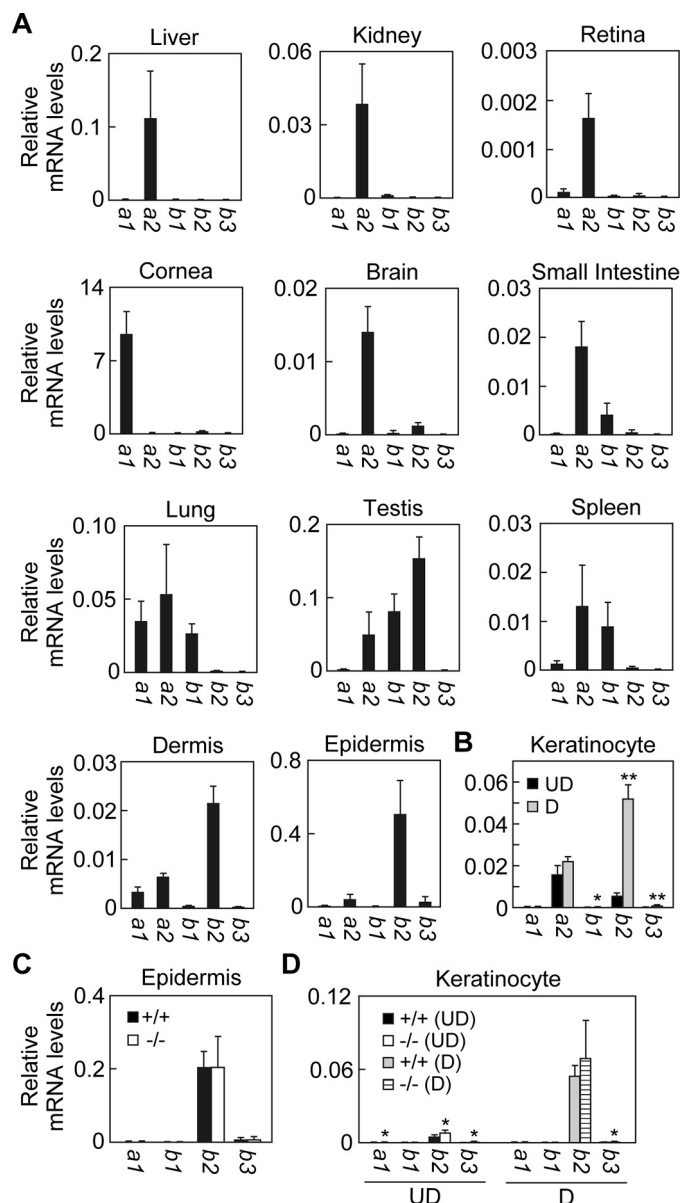 A
Liver
Kidney
Retina
Relative
mRNA levels
0.2
0.1
0
a1 a2 b1 b2 b3
0.06
0.03
0
a1 a2 b1 b2 b3
0.003
0.002
0.001
0
a1 a2 b1 b2 b3
Cornea
Brain
Small Intestine
Relative
mRNA levels
14
7
0
a1 a2 b1 b2 b3
0.02
0.01
0
a1 a2 b1 b2 b3
0.03
0.02
0.01
0
a1 a2 b1 b2 b3
Lung
Testis
Spleen
Relative
mRNA levels
0.10
0.05
0
a1 a2 b1 b2 b3
0.2
0.1
0
a1 a2 b1 b2 b3
0.03
0.02
0.01
0
a1 a2 b1 b2 b3
Dermis
Epidermis
Relative
mRNA levels
0.03
0.02
0.01
0
a1 a2 b1 b2 b3
0.8
0.4
0
a1 a2 b1 b2 b3
B
Keratinocyte
UD
D
0.06
0.04
0.02
0
** * **
a1 a2 b1 b2 b3
C
Epidermis
Relative
mRNA levels
+/+
-/-
0.4
0.2
0
a1 b1 b2 b3
D
Keratinocyte
+/+ (UD)
-/- (UD)
+/+ (D)
-/- (D)
0.12
0.06
0
* * * *
a1 b1 b2 b3 a1 b1 b2 b3
UD D